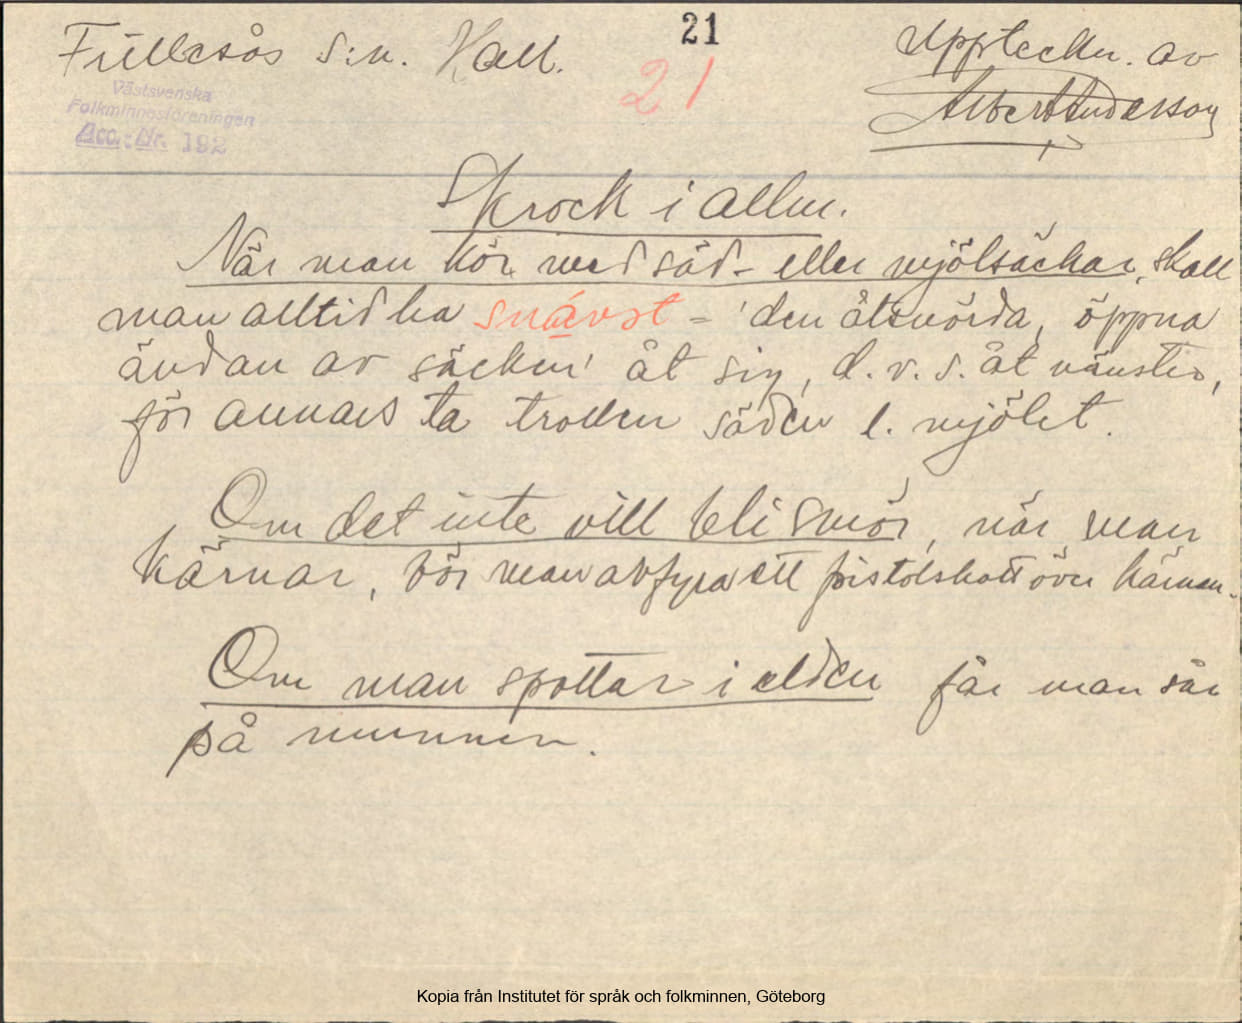 21
Fullesås s:n. Hall.
21
Uppteckn. av
Albert Andersson
Västsvenska
Folkminnesföreningen
Acc.-Nr. 192
Skrock i allm.
När man kör med säd- eller mjölsäckar, skall
man alltid ha snávst = 'den åtsnörda, öppna
ändan av säcken' åt sig, d.v.s. åt vänster,
för annars ta trollen säden l. mjölet.
Om det inte vill bli smör, när man
kärnar, bör man avfyra ett pistolskott över kärnan.
Om man spottar i elden får man sår
på munnen.
Kopia från Institutet för språk och folkminnen, Göteborg